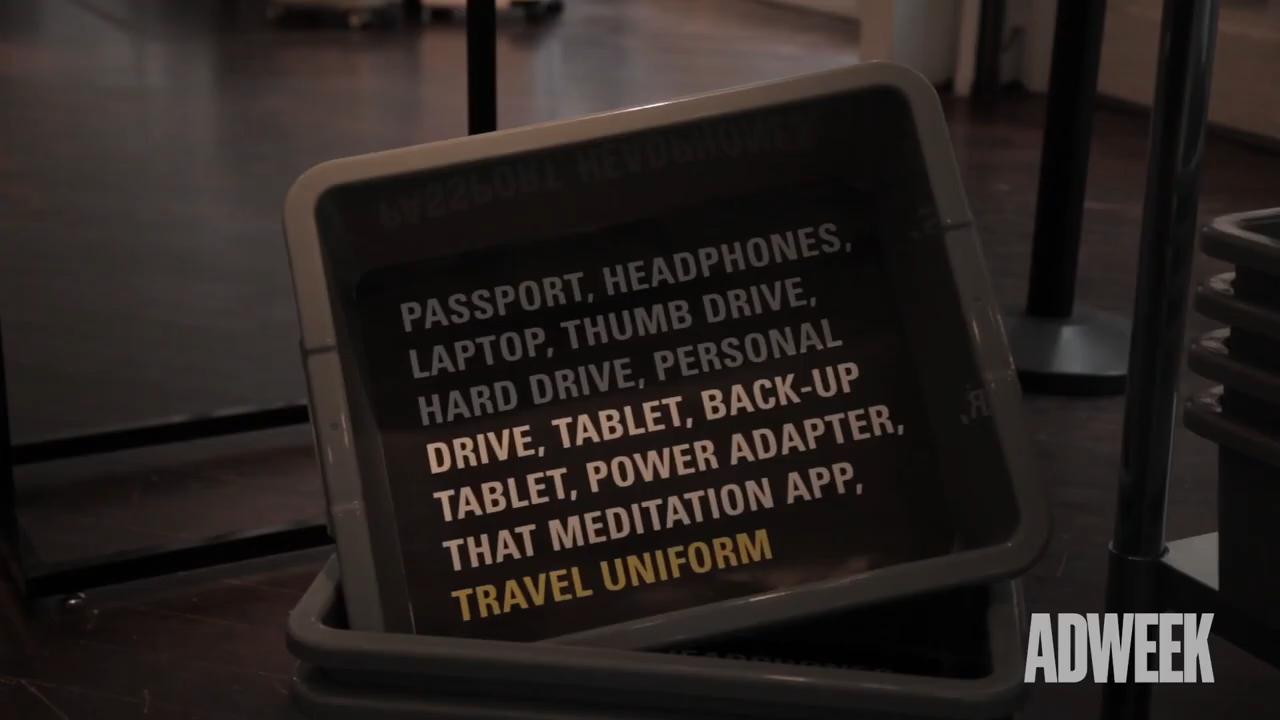 PASSPORT, HEADPHONES,
LAPTOP, THUMB DRIVE,
HARD DRIVE, PERSONAL
DRIVE, TABLET, BACK-UP
TABLET, POWER ADAPTER,
THAT MEDITATION APP,
TRAVEL UNIFORM
ADWEEK